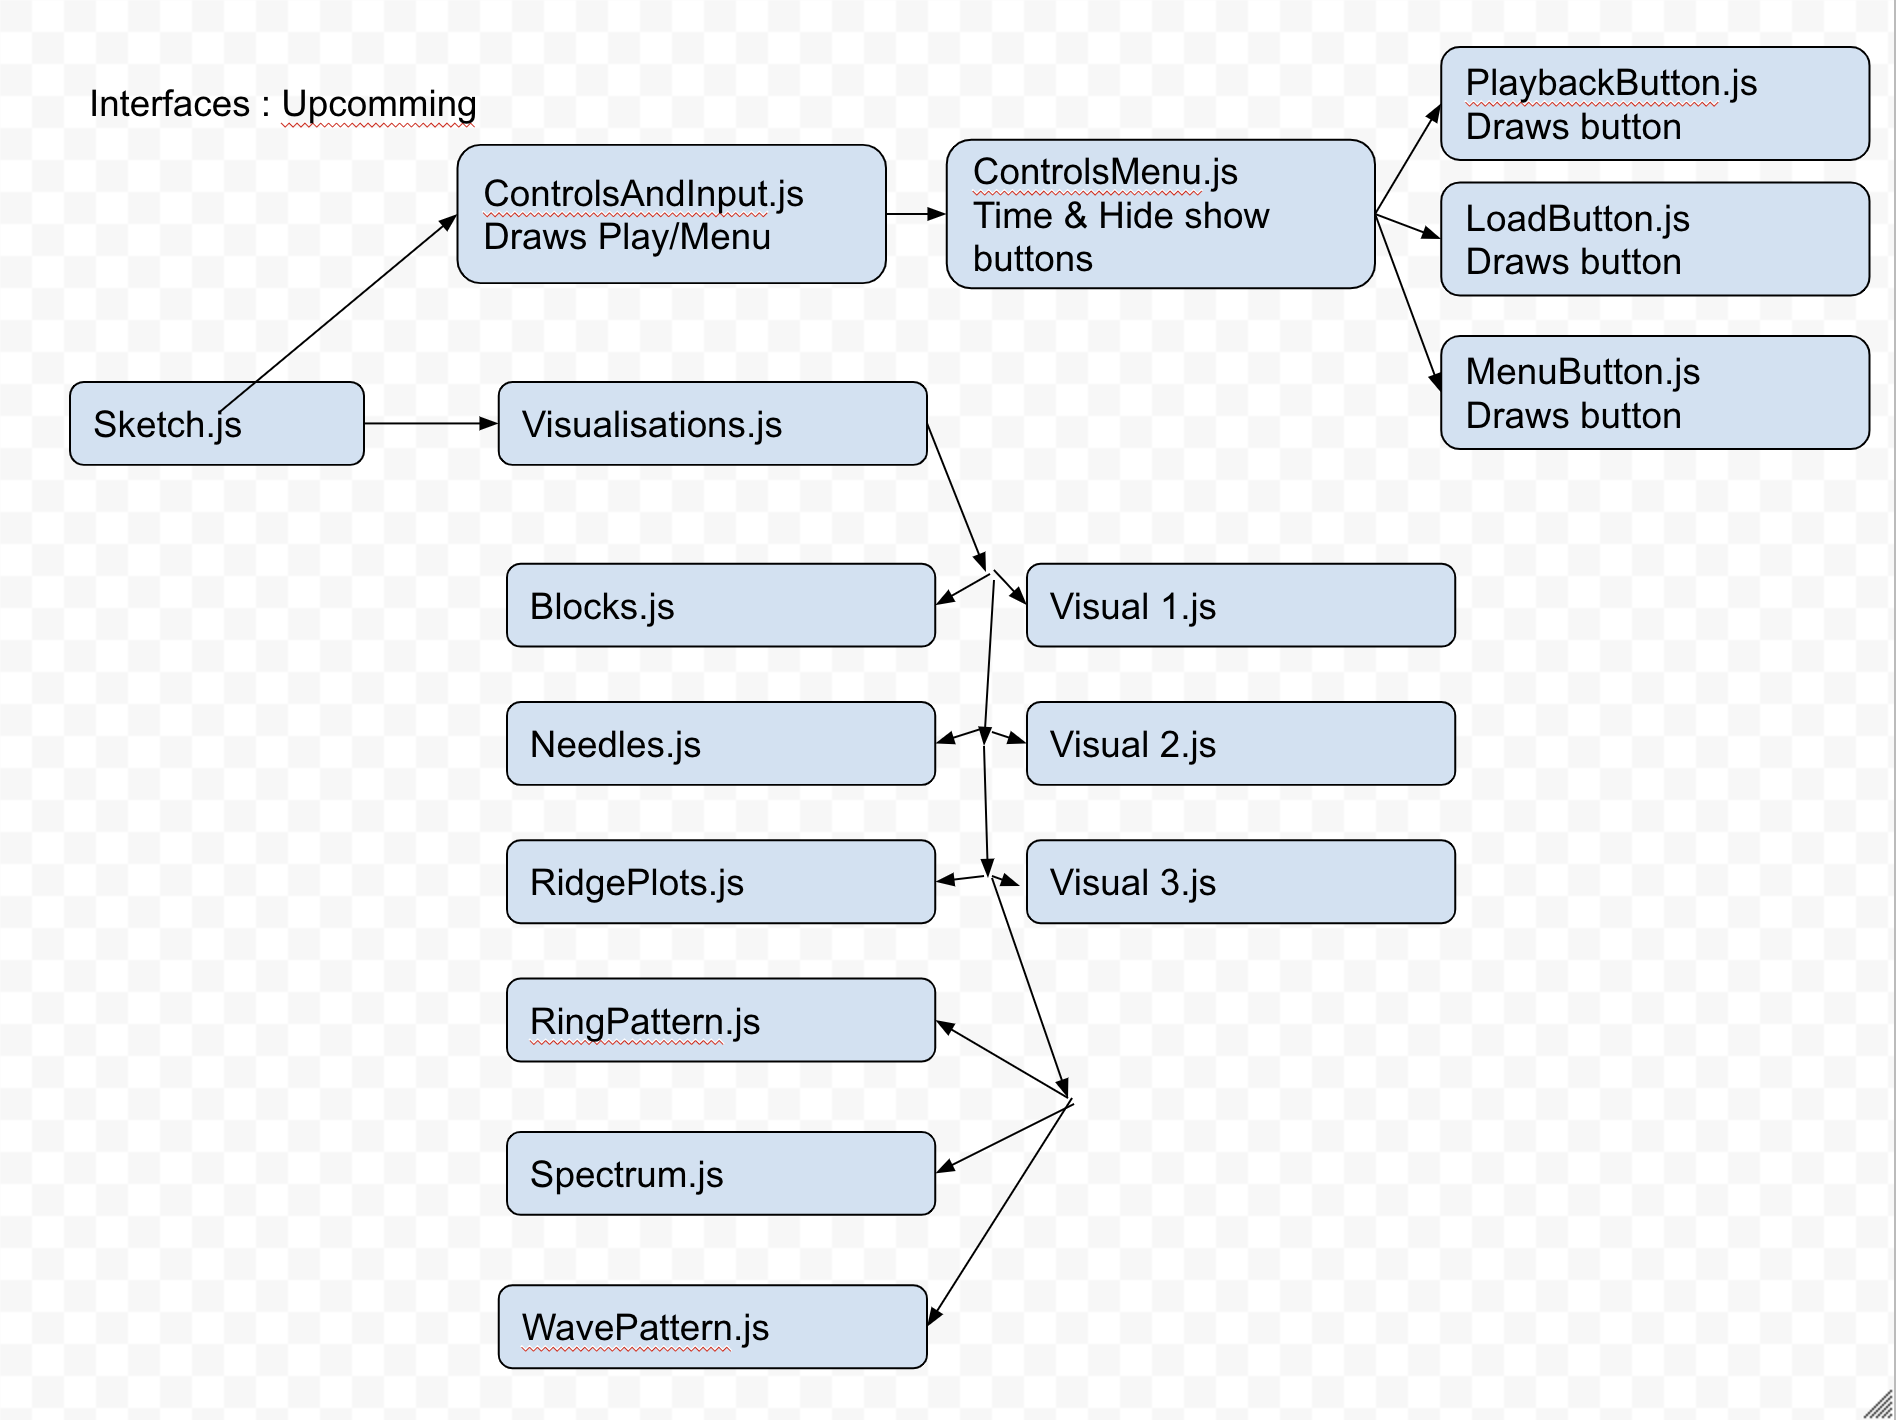 Interfaces : Upcomming
ControlsAndInput.js
Draws Play/Menu
ControlsMenu.js
Time & Hide show
buttons
PlaybackButton.js
Draws button
LoadButton.js
Draws button
MenuButton.js
Draws button
Sketch.js
Visualisations.js
Blocks.js
Visual 1.js
Needles.js
Visual 2.js
RidgePlots.js
Visual 3.js
RingPattern.js
Spectrum.js
WavePattern.js